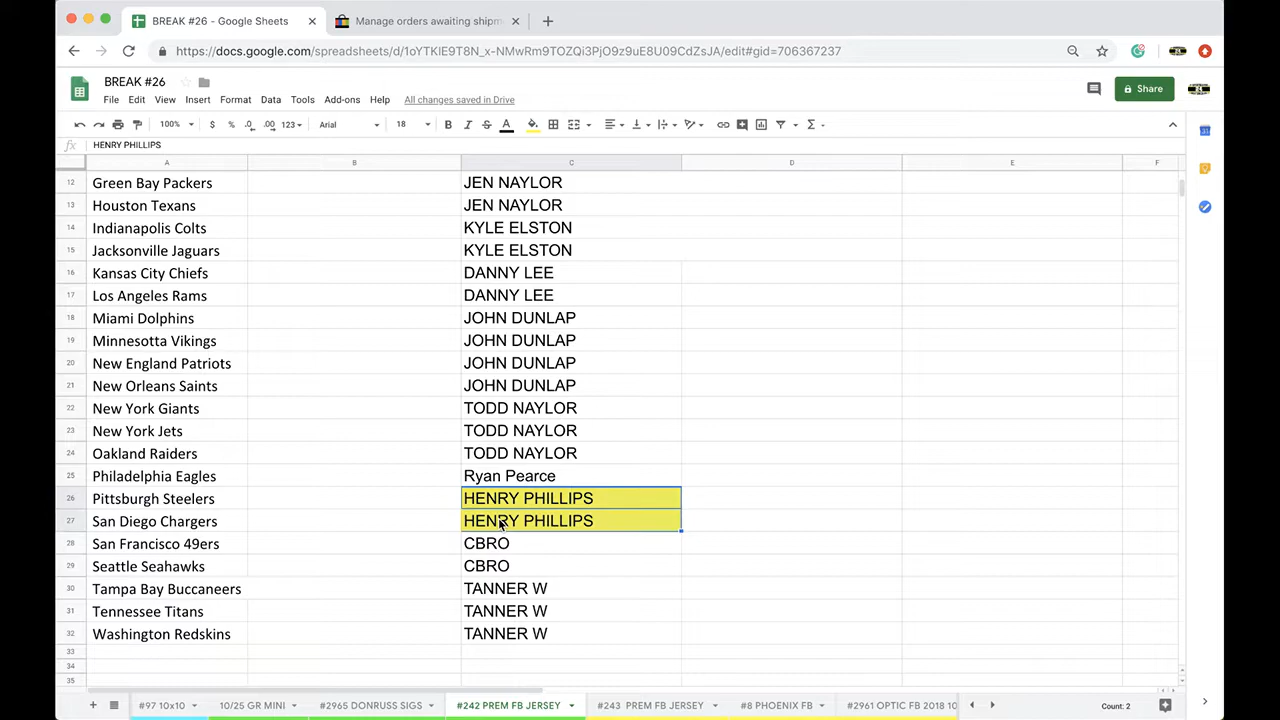 BREAK #26 - Google Sheets × Manage orders awaiting shipm × +
https://docs.google.com/spreadsheets/d/1oYTKlE9T8N_x-NMwRm9TOZQi3PjO9z9uE8U09CdZsJA/edit#gid=706367237
BREAK #26
File Edit View Insert Format Data Tools Add-ons Help All changes saved in Drive
Share
100% $ % .0 .00 123 Arial 18 B I S A
fx HENRY PHILLIPS
A B C D E F
12 Green Bay Packers JEN NAYLOR
13 Houston Texans JEN NAYLOR
14 Indianapolis Colts KYLE ELSTON
15 Jacksonville Jaguars KYLE ELSTON
16 Kansas City Chiefs DANNY LEE
17 Los Angeles Rams DANNY LEE
18 Miami Dolphins JOHN DUNLAP
19 Minnesotta Vikings JOHN DUNLAP
20 New England Patriots JOHN DUNLAP
21 New Orleans Saints JOHN DUNLAP
22 New York Giants TODD NAYLOR
23 New York Jets TODD NAYLOR
24 Oakland Raiders TODD NAYLOR
25 Philadelphia Eagles Ryan Pearce
26 Pittsburgh Steelers HENRY PHILLIPS
27 San Diego Chargers HENRY PHILLIPS
28 San Francisco 49ers CBRO
29 Seattle Seahawks CBRO
30 Tampa Bay Buccaneers TANNER W
31 Tennessee Titans TANNER W
32 Washington Redskins TANNER W
33
34
35
+ #97 10x10 10/25 GR MINI #2965 DONRUSS SIGS #242 PREM FB JERSEY #243 PREM FB JERSEY #8 PHOENIX FB #2961 OPTIC FB 2018 10 Count: 2